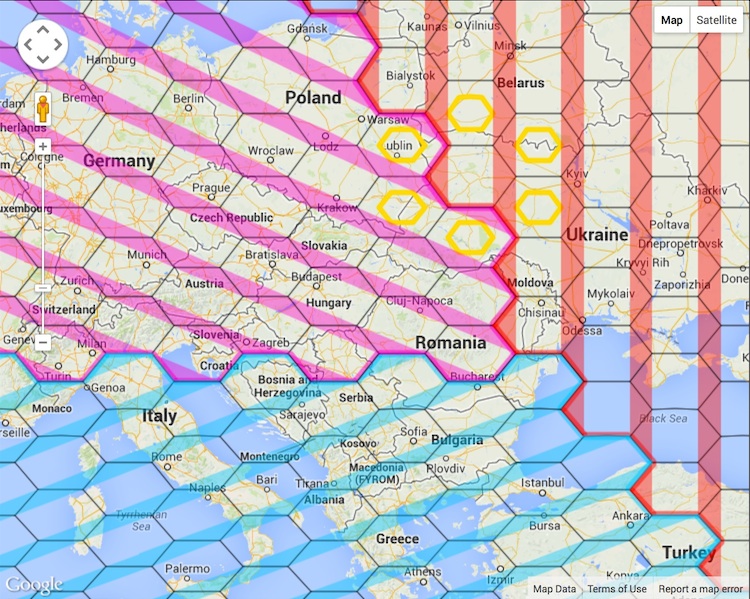 Map
Satellite
Kaunas
Vilnius
Gdańsk
Minsk
Hamburg
Bialystok
Belarus
Bremen
Berlin
Poland
Warsaw
Lodz
ublin
Germany
Wroclaw
Cologne
Kyiv
Prague
Krakow
Kharkiv
uxembourg
Czech Republic
Poltava
Slovakia
Ukraine
Dnepropetrovsk
Munich
Bratislava
Kryvyi Rih
Zurich
Austria
Budapest
Moldova
Zaporizhia
Done
Switzerland
Hungary
Cluj-Napoca
Mykolaiv
Chisinau
Genev
Milan
Slovenia
Zagreb
Romania
Odessa
Turin
Croatia
Bucharest
Genoa
Bosnia and
Herzegovina
Monaco
Italy
Serbia
Black Sea
rseille
Sarajevo
Kosovo
Sofia
Bulgaria
Rome
Montenegro
Macedonia
(FYROM)
Plovdiv
Naples
Bari
Tirana
Istanbul
Albania
Tyrrhenian
Sea
Bursa
Ankara
Greece
Turkey
Palermo
Athens
Izmir
Konya
Google
Map Data
Terms of Use
Report a map error